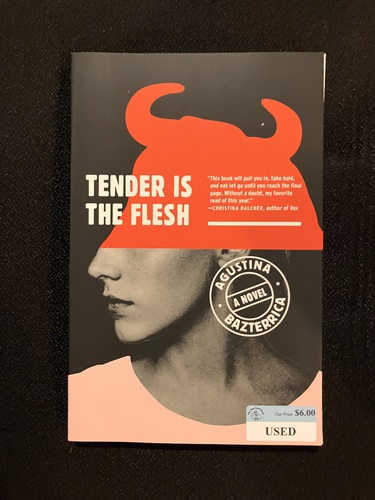 TENDER IS
THE FLESH
"This book will pull you in, take hold,
and not let go until you reach the final
page. Without a doubt, my favorite
read of this year."
—CHRISTINA DALCHER, author of Vox
AGUSTINA
A NOVEL
BAZTERRICA
Our Price: $6.00
USED